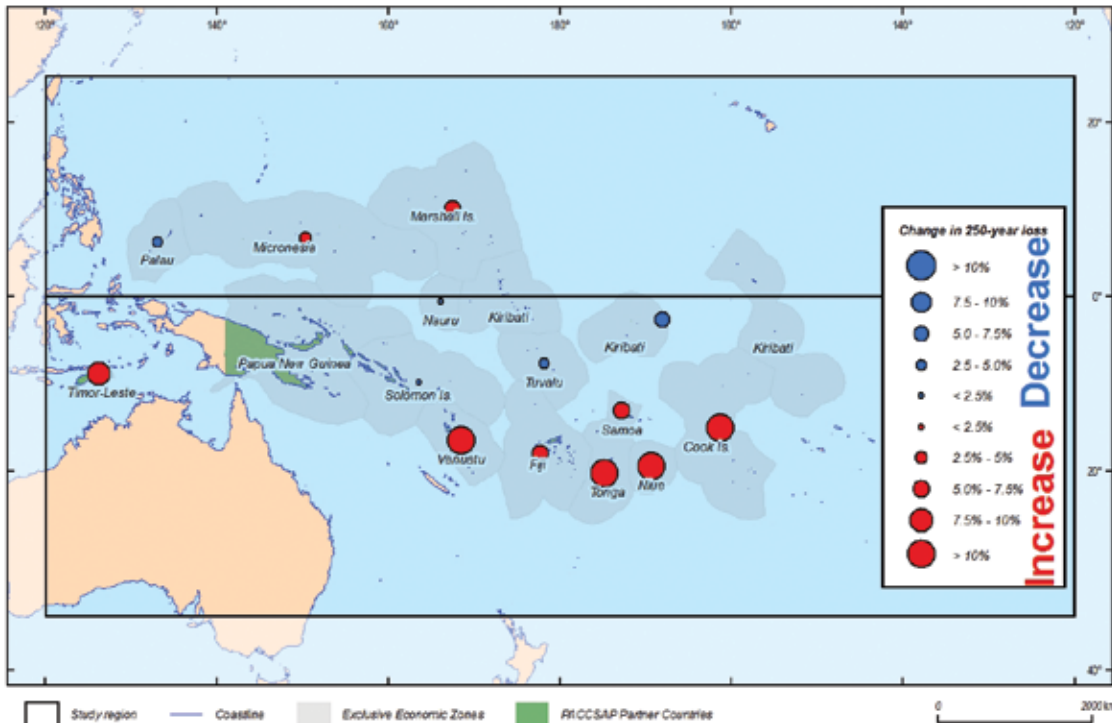 120° 140° 160° 180° 160° 140° 120°
20° 20°
Marshall Is.
Micronesia
Palau
Change in 250-year loss
> 10%
7.5 - 10%
5.0 - 7.5%
2.5 - 5.0%
< 2.5%
< 2.5%
2.5% - 5%
5.0% - 7.5%
7.5% - 10%
> 10%
Decrease
Increase
0° 0°
Nauru
Kiribati
Kiribati
Kiribati
Papua New Guinea
Tuvalu
Timor-Leste
Solomon Is.
Samoa
Cook Is.
Vanuatu
Fiji
Tonga
Niue
20° 20°
40° 40°
Study region
Coastline
Exclusive Economic Zones
PACCSAP Partner Countries
0 2000